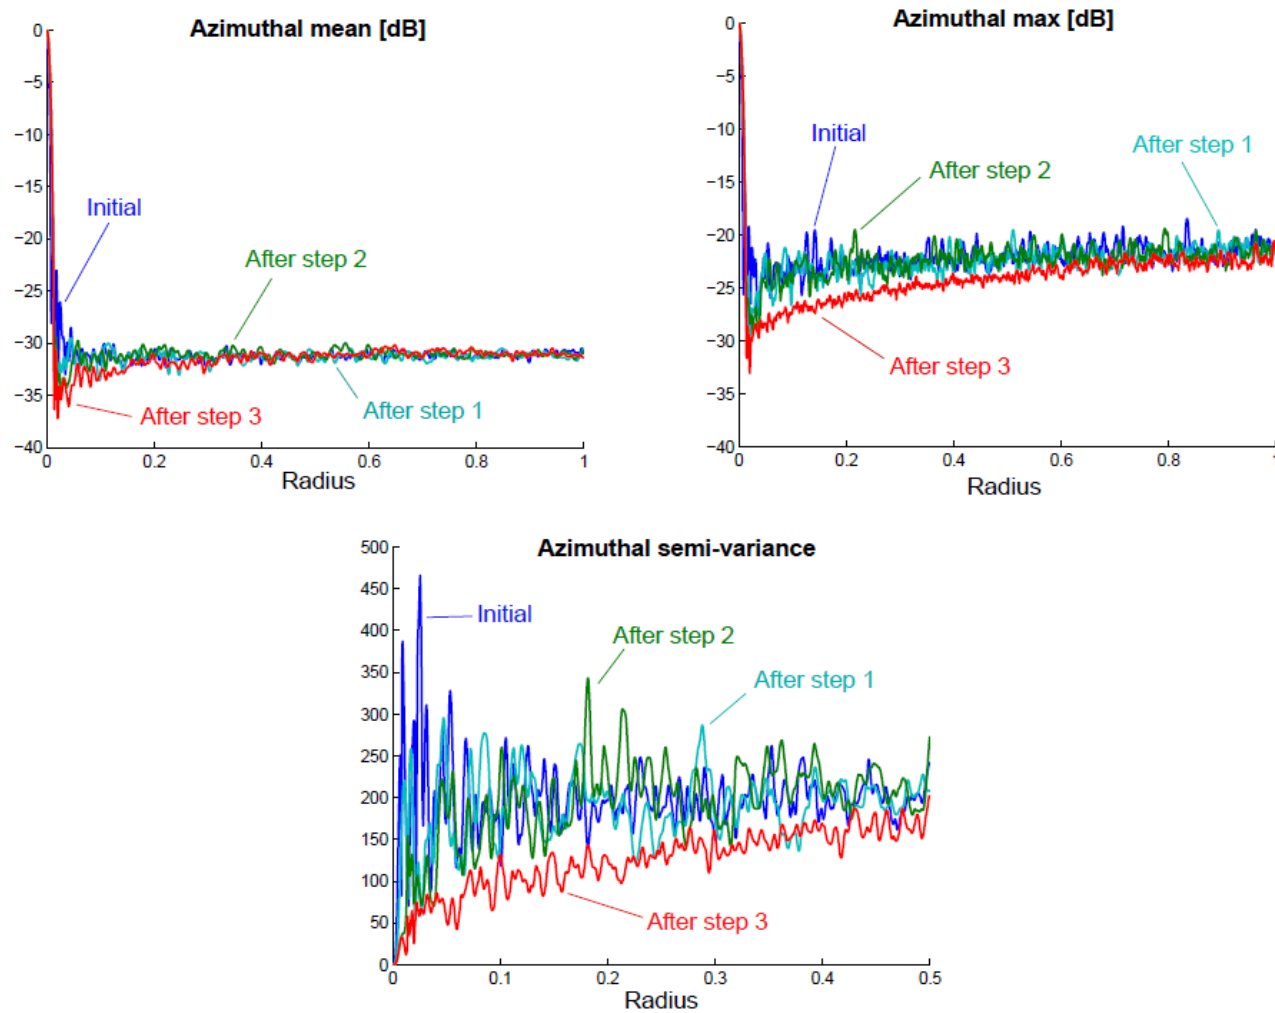 Azimuthal mean [dB]
0
−5
−10
−15
−20
−25
−30
−35
−40
Initial
After step 2
After step 3
After step 1
0 0.2 0.4 0.6 0.8 1
Radius
Azimuthal max [dB]
0
−5
−10
−15
−20
−25
−30
−35
−40
Initial
After step 1
After step 2
After step 3
0 0.2 0.4 0.6 0.8 1
Radius
Azimuthal semi-variance
500
450
400
350
300
250
200
150
100
50
0
Initial
After step 2
After step 1
After step 3
0 0.1 0.2 0.3 0.4 0.5
Radius